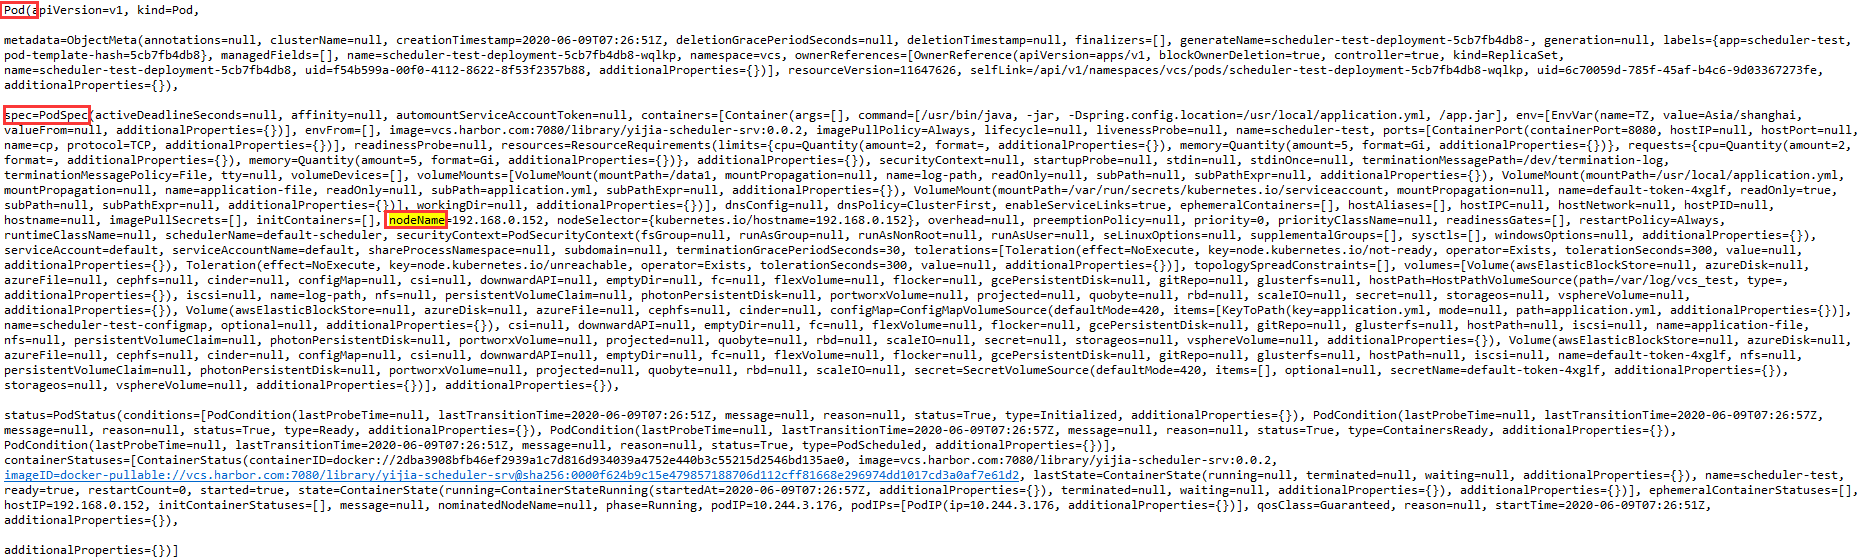 Pod(apiVersion=v1, kind=Pod,
metadata=ObjectMeta(annotations=null, clusterName=null, creationTimestamp=2020-06-09T07:26:51Z, deletionGracePeriodSeconds=null, deletionTimestamp=null, finalizers=[], generateName=scheduler-test-deployment-5cb7fb4db8-, generation=null, labels={app=scheduler-test,
pod-template-hash=5cb7fb4db8}, managedFields=[], name=scheduler-test-deployment-5cb7fb4db8-wqlkp, namespace=vcs, ownerReferences=[OwnerReference(apiVersion=apps/v1, blockOwnerDeletion=true, controller=true, kind=ReplicaSet,
name=scheduler-test-deployment-5cb7fb4db8, uid=f54b599a-00f0-4112-8622-8f53f2357b88, additionalProperties={})], resourceVersion=11647626, selfLink=/api/v1/namespaces/vcs/pods/scheduler-test-deployment-5cb7fb4db8-wqlkp, uid=6c70059d-785f-45af-b4c6-9d03367273fe,
additionalProperties={}),
spec=PodSpec(activeDeadlineSeconds=null, affinity=null, automountServiceAccountToken=null, containers=[Container(args=[], command=[/usr/bin/java, -jar, -Dspring.config.location=/usr/local/application.yml, /app.jar], env=[EnvVar(name=TZ, value=Asia/shanghai,
valueFrom=null, additionalProperties={})], envFrom=[], image=vcs.harbor.com:7080/library/yijia-scheduler-srv:0.0.2, imagePullPolicy=Always, lifecycle=null, livenessProbe=null, name=scheduler-test, ports=[ContainerPort(containerPort=8080, hostIP=null, hostPort=null,
name=cp, protocol=TCP, additionalProperties={})], readinessProbe=null, resources=ResourceRequirements(limits={cpu=Quantity(amount=2, format=, additionalProperties={}), memory=Quantity(amount=5, format=Gi, additionalProperties={})}, requests={cpu=Quantity(amount=2,
format=, additionalProperties={}), memory=Quantity(amount=5, format=Gi, additionalProperties={})}, additionalProperties={}), securityContext=null, startupProbe=null, stdin=null, stdinOnce=null, terminationMessagePath=/dev/termination-log,
terminationMessagePolicy=File, tty=null, volumeDevices=[], volumeMounts=[VolumeMount(mountPath=/data1, mountPropagation=null, name=log-path, readOnly=null, subPath=null, subPathExpr=null, additionalProperties={}), VolumeMount(mountPath=/usr/local/application.yml,
mountPropagation=null, name=application-file, readOnly=null, subPath=application.yml, subPathExpr=null, additionalProperties={}), VolumeMount(mountPath=/var/run/secrets/kubernetes.io/serviceaccount, mountPropagation=null, name=default-token-4xglf, readOnly=true,
subPath=null, subPathExpr=null, additionalProperties={})], workingDir=null, additionalProperties={})], dnsConfig=null, dnsPolicy=ClusterFirst, enableServiceLinks=true, ephemeralContainers=[], hostAliases=[], hostIPC=null, hostNetwork=null, hostPID=null,
hostname=null, imagePullSecrets=[], initContainers=[], nodeName=192.168.0.152, nodeSelector={kubernetes.io/hostname=192.168.0.152}, overhead=null, preemptionPolicy=null, priority=0, priorityClassName=null, readinessGates=[], restartPolicy=Always,
runtimeClassName=null, schedulerName=default-scheduler, securityContext=PodSecurityContext(fsGroup=null, runAsGroup=null, runAsNonRoot=null, runAsUser=null, seLinuxOptions=null, supplementalGroups=[], sysctls=[], windowsOptions=null, additionalProperties={}),
serviceAccount=default, serviceAccountName=default, shareProcessNamespace=null, subdomain=null, terminationGracePeriodSeconds=30, tolerations=[Toleration(effect=NoExecute, key=node.kubernetes.io/not-ready, operator=Exists, tolerationSeconds=300, value=null,
additionalProperties={}), Toleration(effect=NoExecute, key=node.kubernetes.io/unreachable, operator=Exists, tolerationSeconds=300, value=null, additionalProperties={})], topologySpreadConstraints=[], volumes=[Volume(awsElasticBlockStore=null, azureDisk=null,
azureFile=null, cephfs=null, cinder=null, configMap=null, csi=null, downwardAPI=null, emptyDir=null, fc=null, flexVolume=null, flocker=null, gcePersistentDisk=null, gitRepo=null, glusterfs=null, hostPath=HostPathVolumeSource(path=/var/log/vcs_test, type=,
additionalProperties={}), iscsi=null, name=log-path, nfs=null, persistentVolumeClaim=null, photonPersistentDisk=null, portworxVolume=null, projected=null, quobyte=null, rbd=null, scaleIO=null, secret=null, storageos=null, vsphereVolume=null,
additionalProperties={}), Volume(awsElasticBlockStore=null, azureDisk=null, azureFile=null, cephfs=null, cinder=null, configMap=ConfigMapVolumeSource(defaultMode=420, items=[KeyToPath(key=application.yml, mode=null, path=application.yml, additionalProperties={})],
name=scheduler-test-configmap, optional=null, additionalProperties={}), csi=null, downwardAPI=null, emptyDir=null, fc=null, flexVolume=null, flocker=null, gcePersistentDisk=null, gitRepo=null, glusterfs=null, hostPath=null, iscsi=null, name=application-file,
nfs=null, persistentVolumeClaim=null, photonPersistentDisk=null, portworxVolume=null, projected=null, quobyte=null, rbd=null, scaleIO=null, secret=null, storageos=null, vsphereVolume=null, additionalProperties={}), Volume(awsElasticBlockStore=null, azureDisk=null,
azureFile=null, cephfs=null, cinder=null, configMap=null, csi=null, downwardAPI=null, emptyDir=null, fc=null, flexVolume=null, flocker=null, gcePersistentDisk=null, gitRepo=null, glusterfs=null, hostPath=null, iscsi=null, name=default-token-4xglf, nfs=null,
persistentVolumeClaim=null, photonPersistentDisk=null, portworxVolume=null, projected=null, quobyte=null, rbd=null, scaleIO=null, secret=SecretVolumeSource(defaultMode=420, items=[], optional=null, secretName=default-token-4xglf, additionalProperties={}),
storageos=null, vsphereVolume=null, additionalProperties={})], additionalProperties={}),
status=PodStatus(conditions=[PodCondition(lastProbeTime=null, lastTransitionTime=2020-06-09T07:26:51Z, message=null, reason=null, status=True, type=Initialized, additionalProperties={}), PodCondition(lastProbeTime=null, lastTransitionTime=2020-06-09T07:26:57Z,
message=null, reason=null, status=True, type=Ready, additionalProperties={}), PodCondition(lastProbeTime=null, lastTransitionTime=2020-06-09T07:26:57Z, message=null, reason=null, status=True, type=ContainersReady, additionalProperties={}),
PodCondition(lastProbeTime=null, lastTransitionTime=2020-06-09T07:26:51Z, message=null, reason=null, status=True, type=PodScheduled, additionalProperties={})],
containerStatuses=[ContainerStatus(containerID=docker://2dba3908bfb46ef2939a1c7d816d934039a4752e440b3c55215d2546bd135ae0, image=vcs.harbor.com:7080/library/yijia-scheduler-srv:0.0.2,
imageID=docker-pullable://vcs.harbor.com:7080/library/yijia-scheduler-srv@sha256:0000f624b9c15e479857188706d112cff81668e296974dd1017cd3a0af7e61d2, lastState=ContainerState(running=null, terminated=null, waiting=null, additionalProperties={}), name=scheduler-test,
ready=true, restartCount=0, started=true, state=ContainerState(running=ContainerStateRunning(startedAt=2020-06-09T07:26:57Z, additionalProperties={}), terminated=null, waiting=null, additionalProperties={}), additionalProperties={})], ephemeralContainerStatuses=[],
hostIP=192.168.0.152, initContainerStatuses=[], message=null, nominatedNodeName=null, phase=Running, podIP=10.244.3.176, podIPs=[PodIP(ip=10.244.3.176, additionalProperties={})], qosClass=Guaranteed, reason=null, startTime=2020-06-09T07:26:51Z,
additionalProperties={}),
additionalProperties={})]